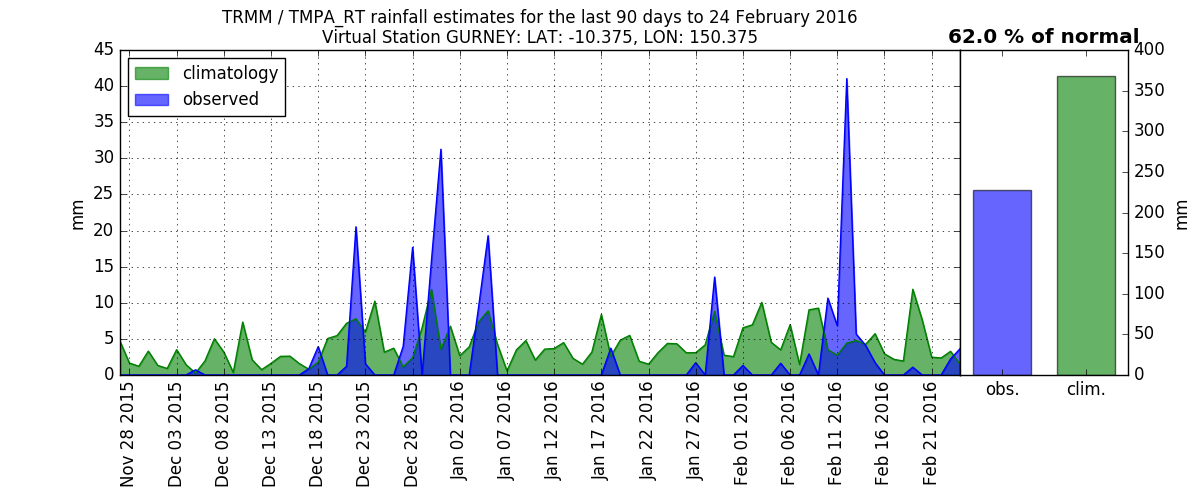 TRMM / TMPA_RT rainfall estimates for the last 90 days to 24 February 2016
Virtual Station GURNEY: LAT: -10.375, LON: 150.375
62.0 % of normal
climatology
observed
mm
45
40
35
30
25
20
15
10
5
0
Nov 28 2015
Dec 03 2015
Dec 08 2015
Dec 13 2015
Dec 18 2015
Dec 23 2015
Dec 28 2015
Jan 02 2016
Jan 07 2016
Jan 12 2016
Jan 17 2016
Jan 22 2016
Jan 27 2016
Feb 01 2016
Feb 06 2016
Feb 11 2016
Feb 16 2016
Feb 21 2016
obs.
clim.
400
350
300
250
200
150
100
50
0
mm